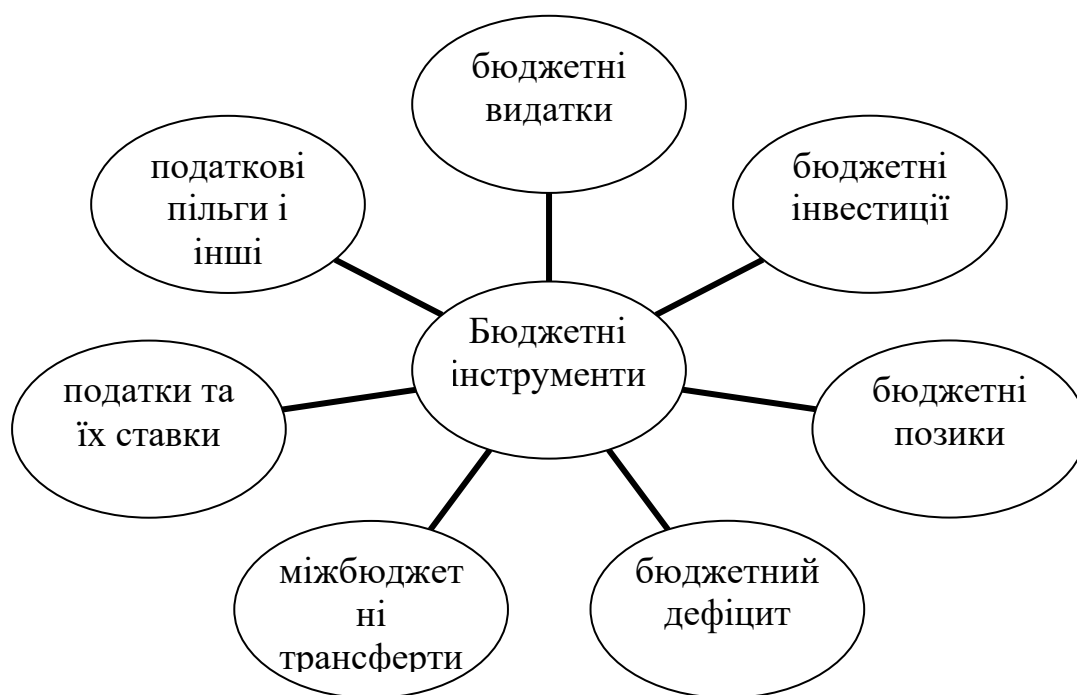 бюджетні
видатки
податкові
пільги і
інші
бюджетні
інвестиції
Бюджетні
інструменти
податки та
їх ставки
бюджетні
позики
міжбюджет
ні
трансферти
бюджетний
дефіцит